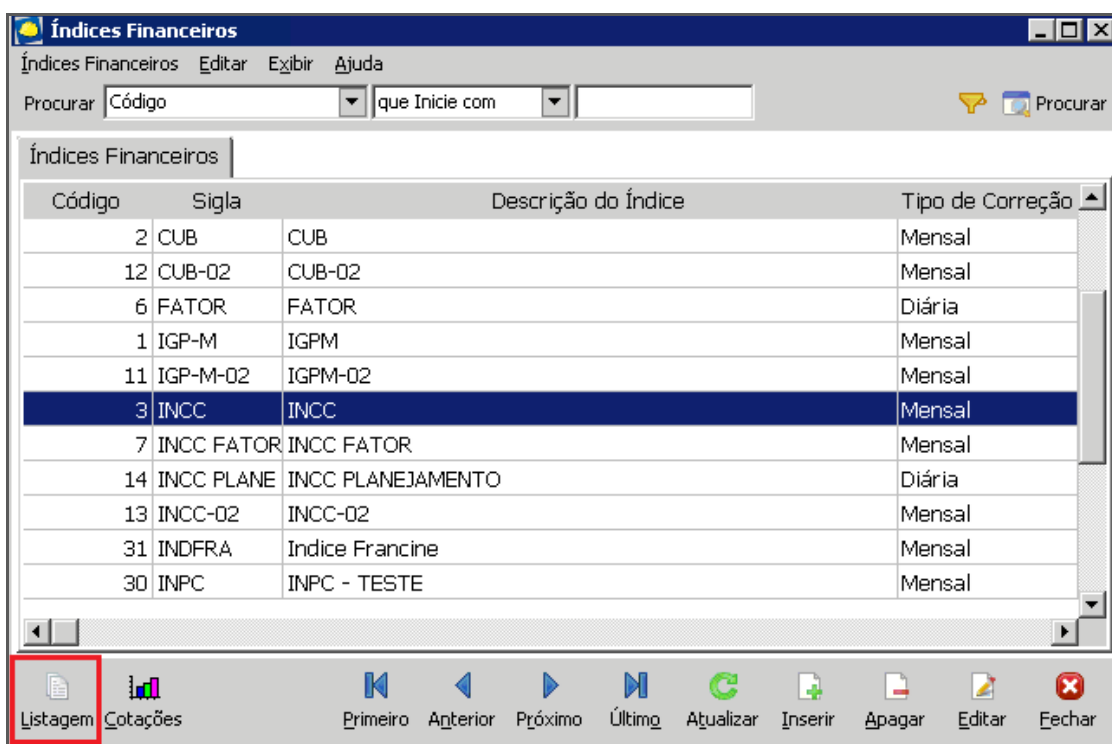 Índices Financeiros
Índices Financeiros Editar Exibir Ajuda
Procurar Código que Inicie com Procurar
Índices Financeiros
Código Sigla Descrição do Índice Tipo de Correção
2 CUB CUB Mensal
12 CUB-02 CUB-02 Mensal
6 FATOR FATOR Diária
1 IGP-M IGPM Mensal
11 IGP-M-02 IGPM-02 Mensal
3 INCC INCC Mensal
7 INCC FATOR INCC FATOR Mensal
14 INCC PLANE INCC PLANEJAMENTO Diária
13 INCC-02 INCC-02 Mensal
31 INDFRA Indice Francine Mensal
30 INPC INPC - TESTE Mensal
Listagem Cotações Primeiro Anterior Próximo Último Atualizar Inserir Apagar Editar Fechar